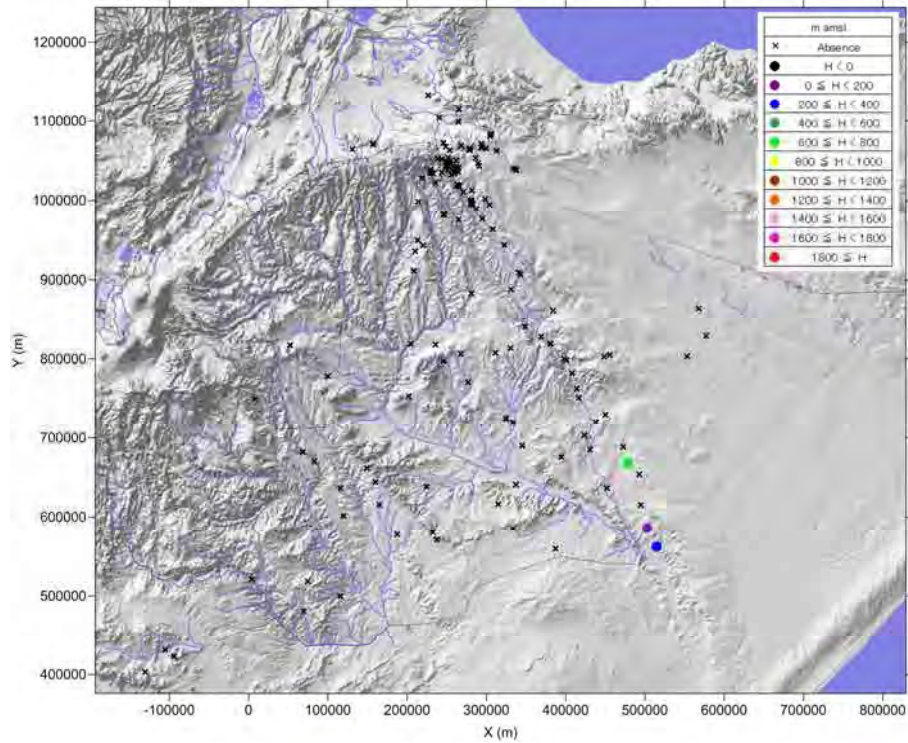 1200000
1100000
1000000
900000
800000
700000
600000
500000
400000
Y (m)
-100000 0 100000 200000 300000 400000 500000 600000 700000 800000
X (m)
m amsl
Absence
H < 0
0 ≦ H < 200
200 ≦ H < 400
400 ≦ H < 600
600 ≦ H < 800
800 ≦ H < 1000
1000 ≦ H < 1200
1200 ≦ H < 1400
1400 ≦ H < 1600
1600 ≦ H < 1800
1800 ≦ H